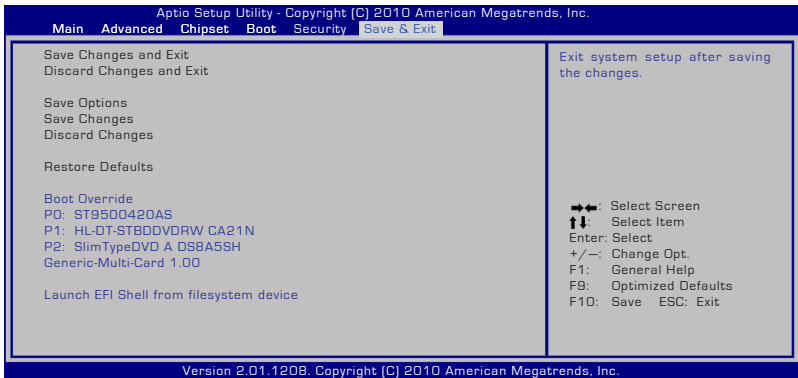 Aptio Setup Utility - Copyright (C) 2010 American Megatrends, Inc.
Main Advanced Chipset Boot Security Save & Exit
Save Changes and Exit
Discard Changes and Exit
Save Options
Save Changes
Discard Changes
Restore Defaults
Boot Override
P0: ST9500420AS
P1: HL-DT-STBDDVDRW CA21N
P2: SlimTypeDVD A DS8A5SH
Generic-Multi-Card 1.00
Launch EFI Shell from filesystem device
Exit system setup after saving
the changes.
→←: Select Screen
↑↓: Select Item
Enter: Select
+/—: Change Opt.
F1: General Help
F9: Optimized Defaults
F10: Save ESC: Exit
Version 2.01.1208. Copyright (C) 2010 American Megatrends, Inc.